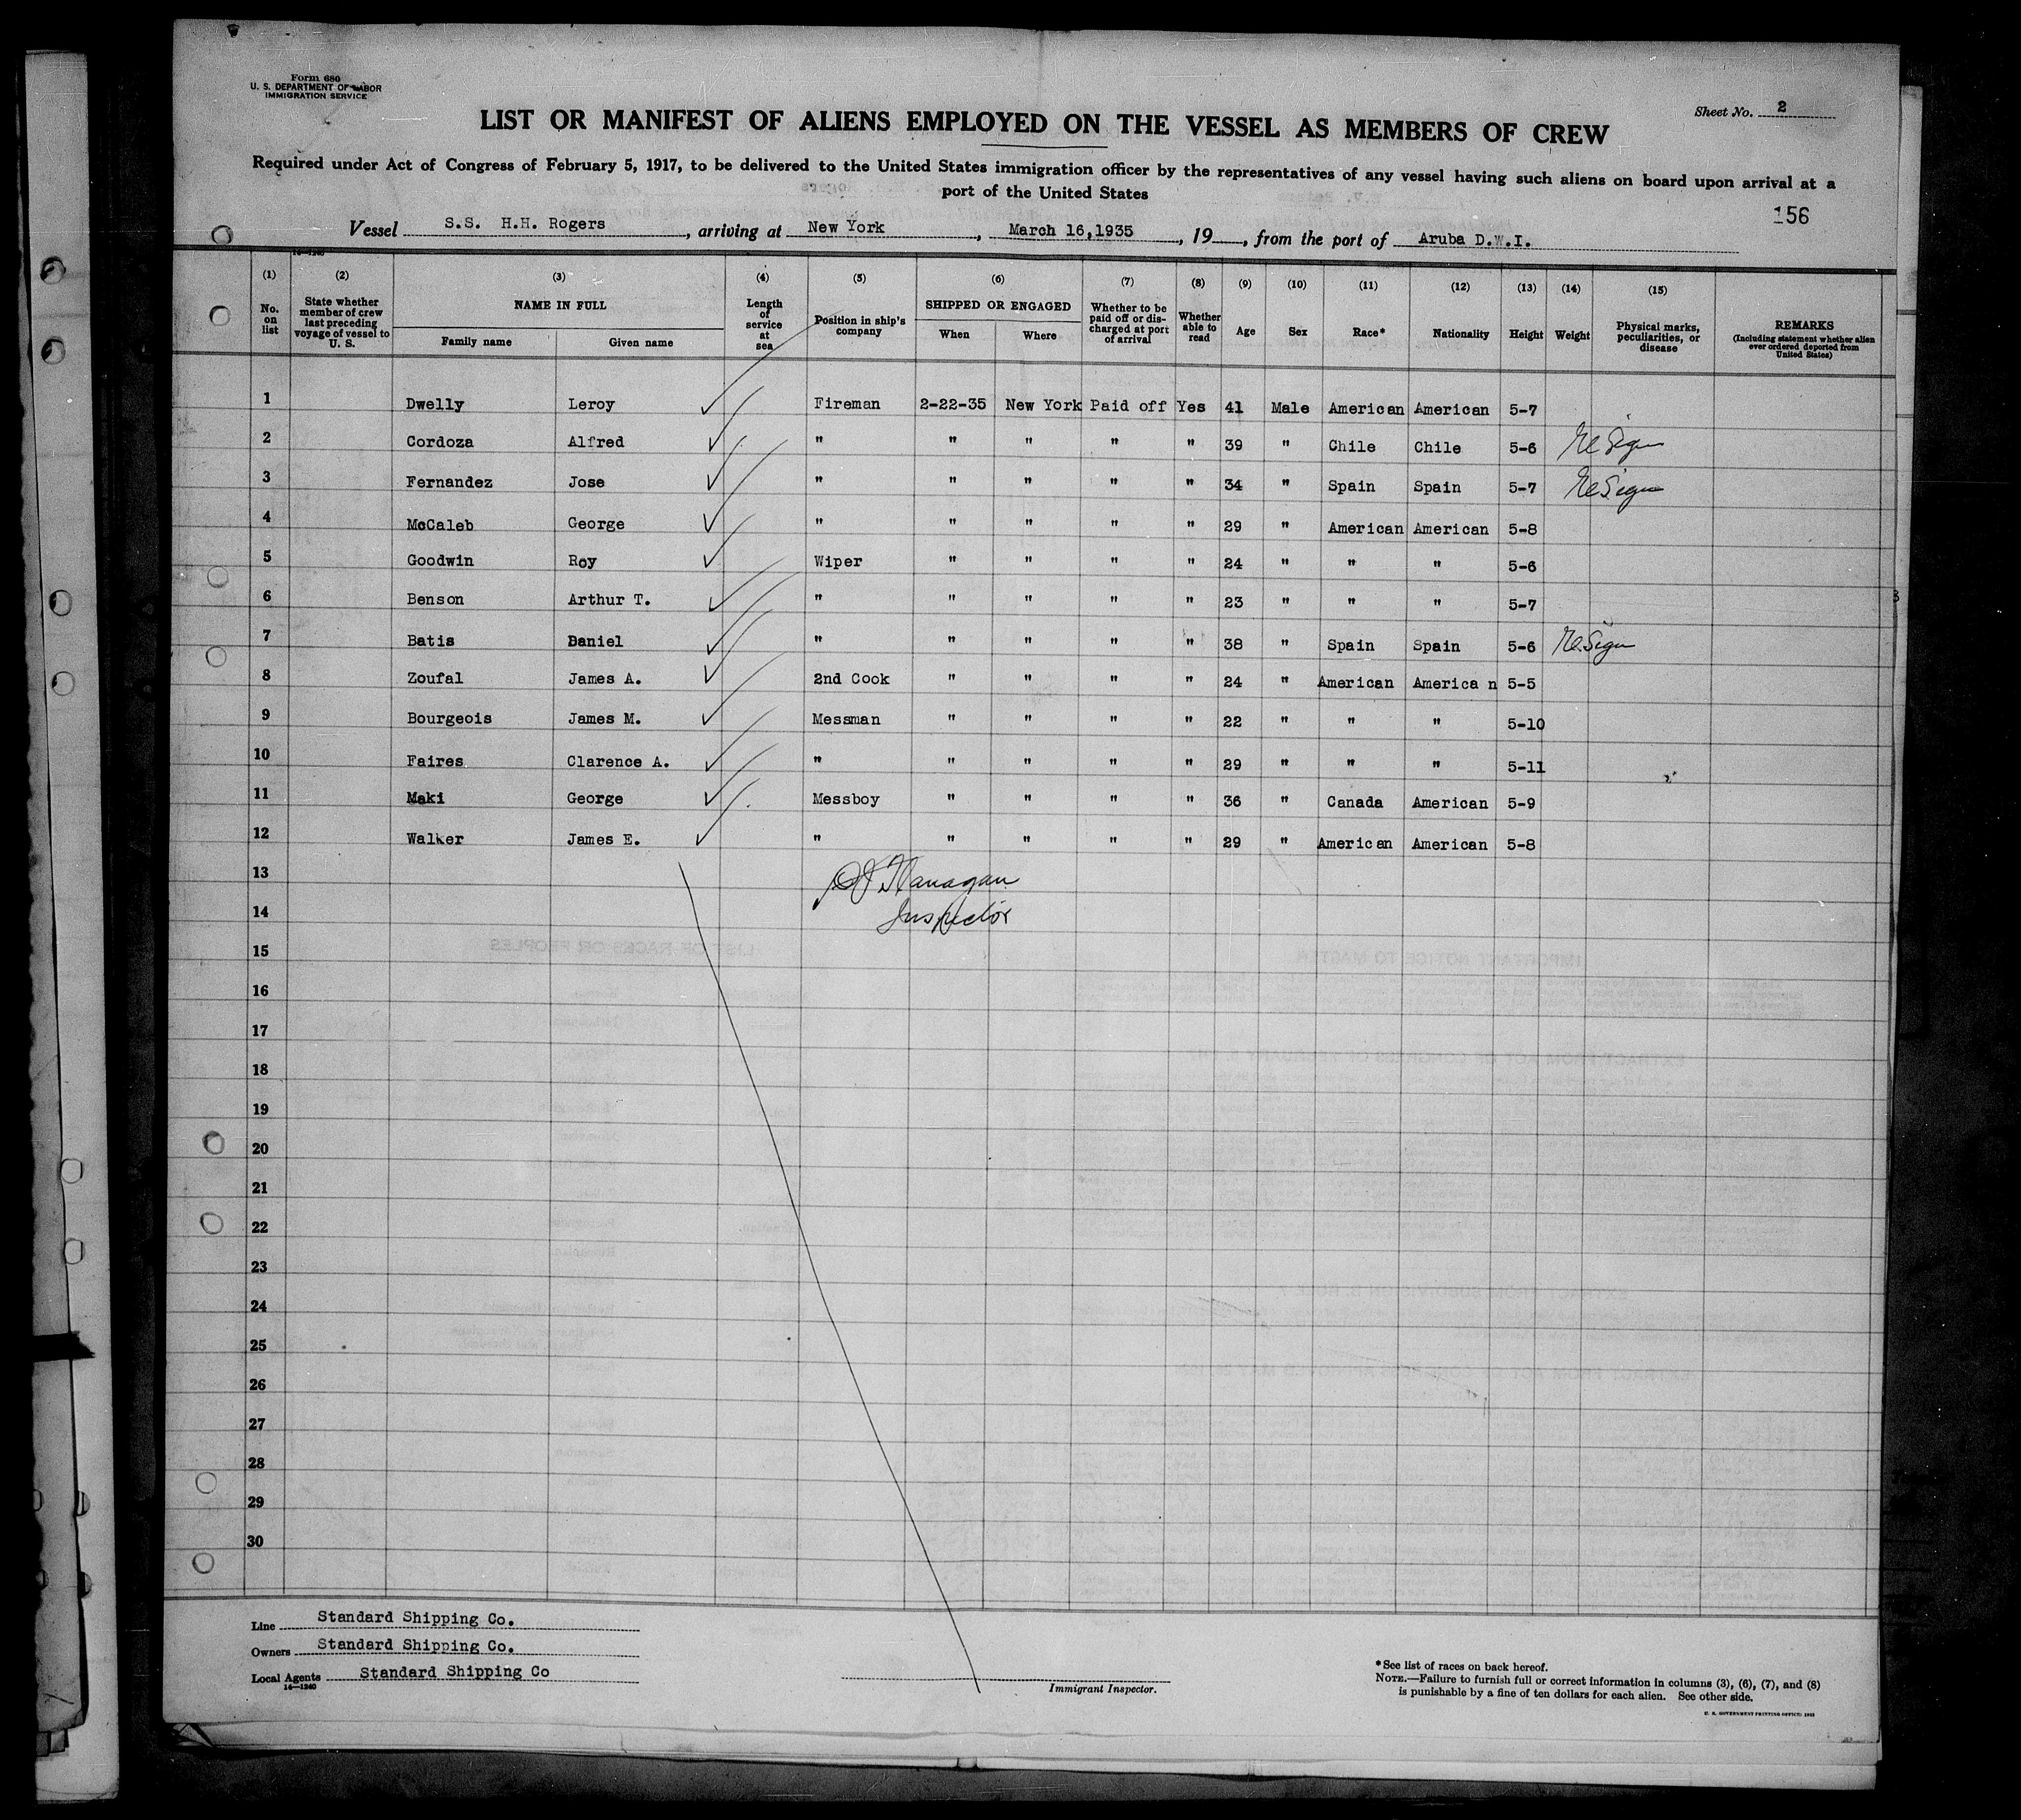 Form 680
U. S. DEPARTMENT OF LABOR
IMMIGRATION SERVICE
Sheet No. 2
LIST OR MANIFEST OF ALIENS EMPLOYED ON THE VESSEL AS MEMBERS OF CREW
Required under Act of Congress of February 5, 1917, to be delivered to the United States immigration officer by the representatives of any vessel having such aliens on board upon arrival at a
port of the United States
156
Vessel S.S. H.H. Rogers, arriving at New York, March 16,1935, 19, from the port of Aruba D.W.I.
14—1240
(1) (2) (3) (4) (5) (6) (7) (8) (9) (10) (11) (12) (13) (14) (15)
No. on list | State whether member of crew last preceding voyage of vessel to U. S. | NAME IN FULL Family name Given name | Length of service at sea | Position in ship's company | SHIPPED OR ENGAGED When Where | Whether to be paid off or discharged at port of arrival | Whether able to read | Age | Sex | Race* | Nationality | Height | Weight | Physical marks, peculiarities, or disease | REMARKS (Including statement whether alien ever ordered deported from United States)
1 Dwelly Leroy Fireman 2-22-35 New York Paid off Yes 41 Male American American 5-7
2 Cordoza Alfred " " " " " 39 " Chile Chile 5-6 ReSign
3 Fernandez Jose " " " " " 34 " Spain Spain 5-7 ReSign
4 McCaleb George " " " " " 29 " American American 5-8
5 Goodwin Roy Wiper " " " " 24 " " " 5-6
6 Benson Arthur T. " " " " " 23 " " " 5-7
7 Batis Daniel " " " " " 38 " Spain Spain 5-6 ReSign
8 Zoufal James A. 2nd Cook " " " " 24 " American America n 5-5
9 Bourgeois James M. Messman " " " " 22 " " " 5-10
10 Faires Clarence A. " " " " " 29 " " " 5-11
11 Maki George Messboy " " " " 36 " Canada American 5-9
12 Walker James E. " " " " " 29 " American American 5-8
13 Flanagan
14 Inspector
15
16
17
18
19
20
21
22
23
24
25
26
27
28
29
30
Line Standard Shipping Co.
Owners Standard Shipping Co.
Local Agents Standard Shipping Co
14—1240
Immigrant Inspector.
*See list of races on back hereof.
NOTE.—Failure to furnish full or correct information in columns (3), (6), (7), and (8)
is punishable by a fine of ten dollars for each alien. See other side.
U. S. GOVERNMENT PRINTING OFFICE: 1933